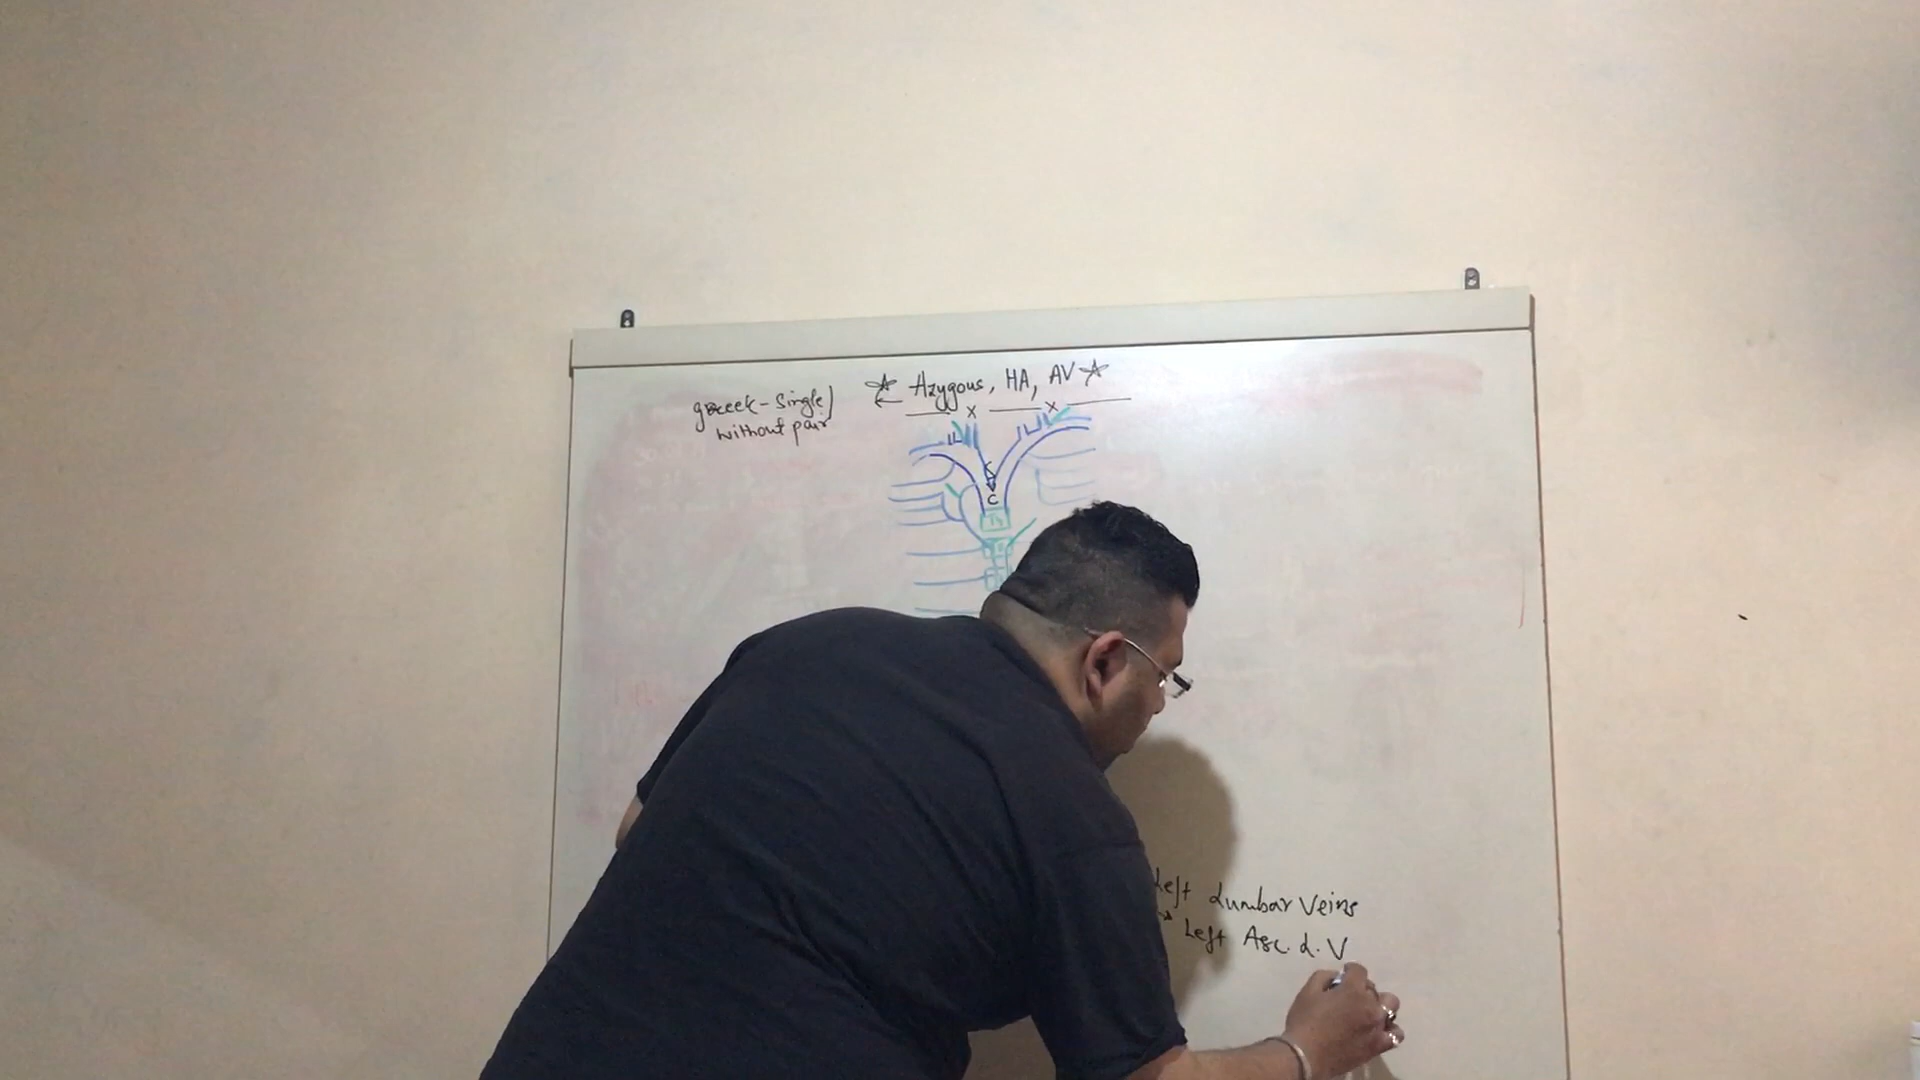 Azygous, HA, AV
greek - Single
without pair
x x
c
Left Lumbar Veins
Left Asc. L. V